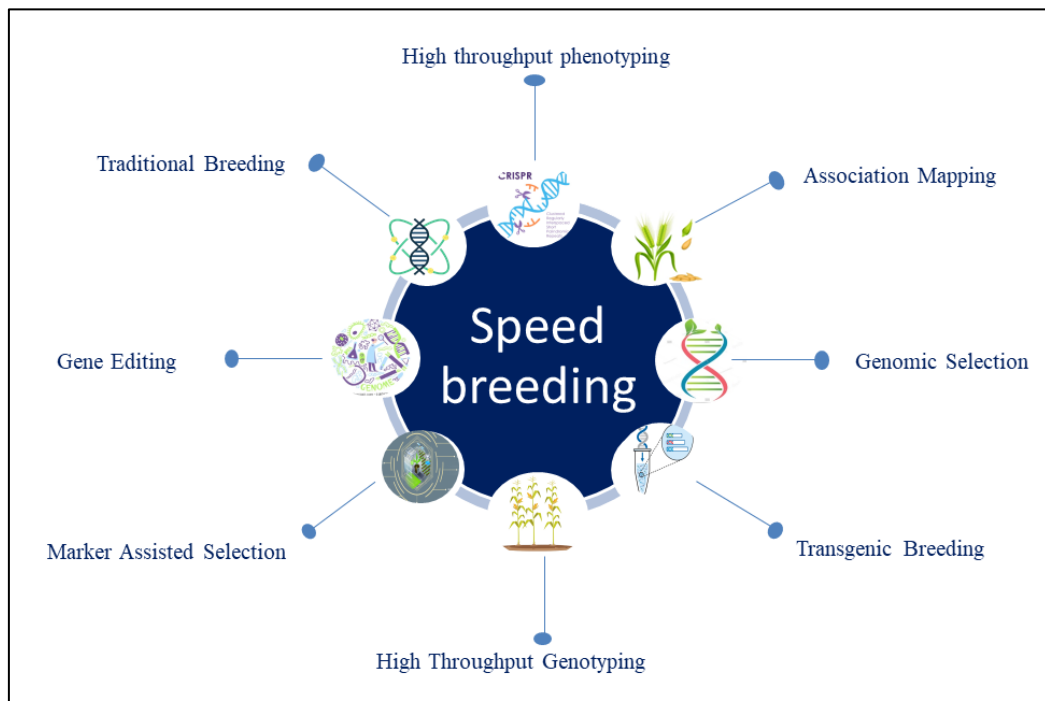 High throughput phenotyping
Traditional Breeding
Association Mapping
CRISPR
Speed
breeding
Gene Editing
GENOME
Genomic Selection
Marker Assisted Selection
Transgenic Breeding
High Throughput Genotyping